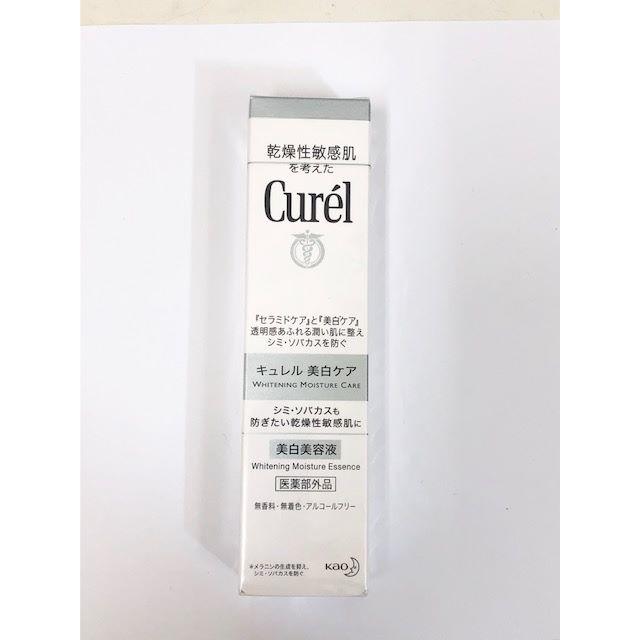 乾燥性敏感肌
を考えた
Curél
『セラミドケア』と『美白*ケア』
透明感あふれる潤い肌に整え
シミ・ソバカスを防ぐ
キュレル 美白ケア
WHITENING MOISTURE CARE
シミ・ソバカスも
防ぎたい乾燥性敏感肌に
美白美容液
Whitening Moisture Essence
医薬部外品
無香料・無着色・アルコールフリー
*メラニンの生成を抑え、
シミ・ソバカスを防ぐ
Kao